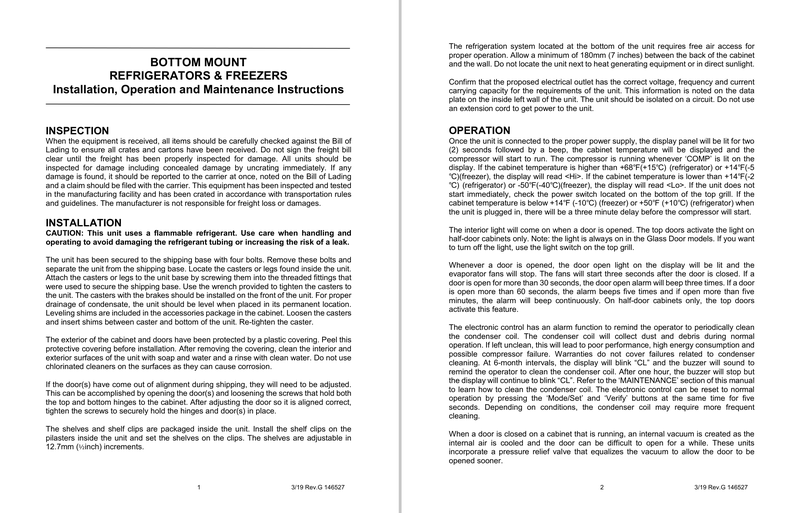 BOTTOM MOUNT
REFRIGERATORS & FREEZERS
Installation, Operation and Maintenance Instructions
INSPECTION
When the equipment is received, all items should be carefully checked against the Bill of
Lading to ensure all crates and cartons have been received. Do not sign the freight bill
clear until the freight has been properly inspected for damage. All units should be
inspected for damage including concealed damage by uncrating immediately. If any
damage is found, it should be reported to the carrier at once, noted on the Bill of Lading
and a claim should be filed with the carrier. This equipment has been inspected and tested
in the manufacturing facility and has been crated in accordance with transportation rules
and guidelines. The manufacturer is not responsible for freight loss or damages.
INSTALLATION
CAUTION: This unit uses a flammable refrigerant. Use care when handling and
operating to avoid damaging the refrigerant tubing or increasing the risk of a leak.
The unit has been secured to the shipping base with four bolts. Remove these bolts and
separate the unit from the shipping base. Locate the casters or legs found inside the unit.
Attach the casters or legs to the unit base by screwing them into the threaded fittings that
were used to secure the shipping base. Use the wrench provided to tighten the casters to
the unit. The casters with the brakes should be installed on the front of the unit. For proper
drainage of condensate, the unit should be level when placed in its permanent location.
Leveling shims are included in the accessories package in the cabinet. Loosen the casters
and insert shims between caster and bottom of the unit. Re-tighten the caster.
The exterior of the cabinet and doors have been protected by a plastic covering. Peel this
protective covering before installation. After removing the covering, clean the interior and
exterior surfaces of the unit with soap and water and a rinse with clean water. Do not use
chlorinated cleaners on the surfaces as they can cause corrosion.
If the door(s) have come out of alignment during shipping, they will need to be adjusted.
This can be accomplished by opening the door(s) and loosening the screws that hold both
the top and bottom hinges to the cabinet. After adjusting the door so it is aligned correct,
tighten the screws to securely hold the hinges and door(s) in place.
The shelves and shelf clips are packaged inside the unit. Install the shelf clips on the
pilasters inside the unit and set the shelves on the clips. The shelves are adjustable in
12.7mm (½inch) increments.
1 3/19 Rev.G 146527
The refrigeration system located at the bottom of the unit requires free air access for
proper operation. Allow a minimum of 180mm (7 inches) between the back of the cabinet
and the wall. Do not locate the unit next to heat generating equipment or in direct sunlight.
Confirm that the proposed electrical outlet has the correct voltage, frequency and current
carrying capacity for the requirements of the unit. This information is noted on the data
plate on the inside left wall of the unit. The unit should be isolated on a circuit. Do not use
an extension cord to get power to the unit.
OPERATION
Once the unit is connected to the proper power supply, the display panel will be lit for two
(2) seconds followed by a beep, the cabinet temperature will be displayed and the
compressor will start to run. The compressor is running whenever 'COMP' is lit on the
display. If the cabinet temperature is higher than +68°F(+15°C) (refrigerator) or +14°F(-5
°C)(freezer), the display will read <Hi>. If the cabinet temperature is lower than +14°F(-2
°C) (refrigerator) or -50°F(-40°C)(freezer), the display will read <Lo>. If the unit does not
start immediately, check the power switch located on the bottom of the top grill. If the
cabinet temperature is below +14°F (-10°C) (freezer) or +50°F (+10°C) (refrigerator) when
the unit is plugged in, there will be a three minute delay before the compressor will start.
The interior light will come on when a door is opened. The top doors activate the light on
half-door cabinets only. Note: the light is always on in the Glass Door models. If you want
to turn off the light, use the light switch on the top grill.
Whenever a door is opened, the door open light on the display will be lit and the
evaporator fans will stop. The fans will start three seconds after the door is closed. If a
door is open for more than 30 seconds, the door open alarm will beep three times. If a door
is open more than 60 seconds, the alarm beeps five times and if open more than five
minutes, the alarm will beep continuously. On half-door cabinets only, the top doors
activate this feature.
The electronic control has an alarm function to remind the operator to periodically clean
the condenser coil. The condenser coil will collect dust and debris during normal
operation. If left unclean, this will lead to poor performance, high energy consumption and
possible compressor failure. Warranties do not cover failures related to condenser
cleaning. At 6-month intervals, the display will blink "CL" and the buzzer will sound to
remind the operator to clean the condenser coil. After one hour, the buzzer will stop but
the display will continue to blink "CL". Refer to the 'MAINTENANCE' section of this manual
to learn how to clean the condenser coil. The electronic control can be reset to normal
operation by pressing the 'Mode/Set' and 'Verify' buttons at the same time for five
seconds. Depending on conditions, the condenser coil may require more frequent
cleaning.
When a door is closed on a cabinet that is running, an internal vacuum is created as the
internal air is cooled and the door can be difficult to open for a while. These units
incorporate a pressure relief valve that equalizes the vacuum to allow the door to be
opened sooner.
2 3/19 Rev.G 146527